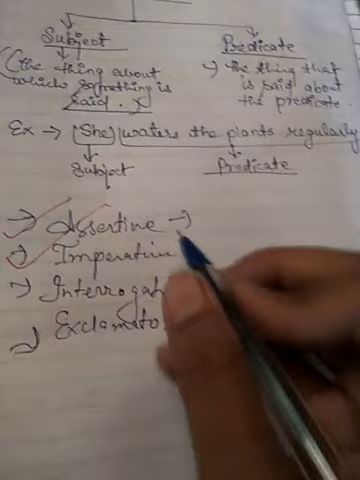 Subject Predicate
(the thing about → the thing that
which something is is said about
said.) the predicate.
Ex → (She) waters the plants regularly
Subject Predicate
→ Assertine →
→ Imperative
→ Interrogat
→ Exclamato